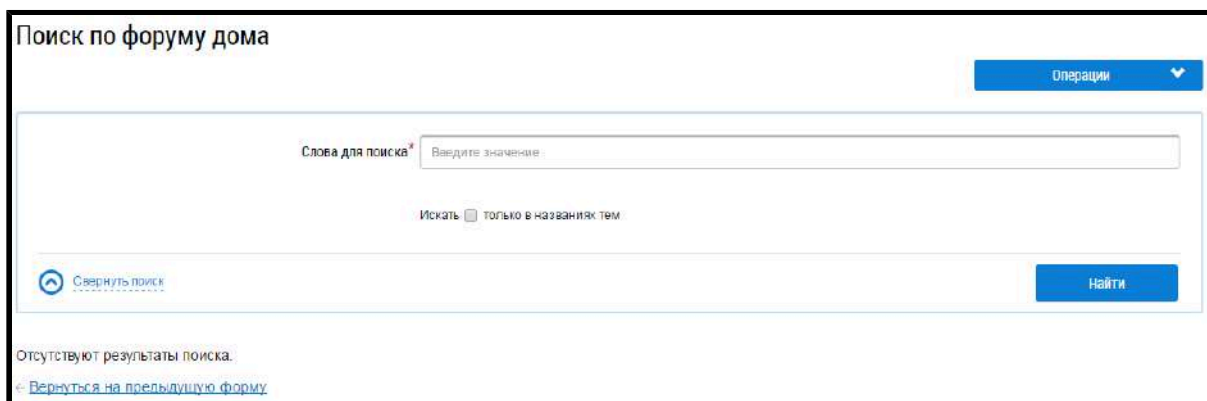 Поиск по форуму дома
Операции
Слова для поиска* Введите значение
Искать только в названиях тем
Свернуть поиск
Найти
Отсутствуют результаты поиска.
← Вернуться на предыдущую форму